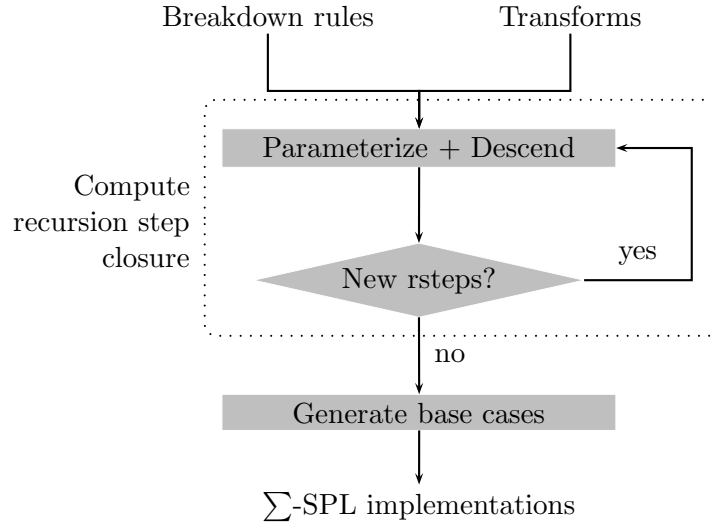 Breakdown rules
Transforms
Parameterize + Descend
Compute
recursion step
closure
New rsteps?
yes
no
Generate base cases
∑-SPL implementations